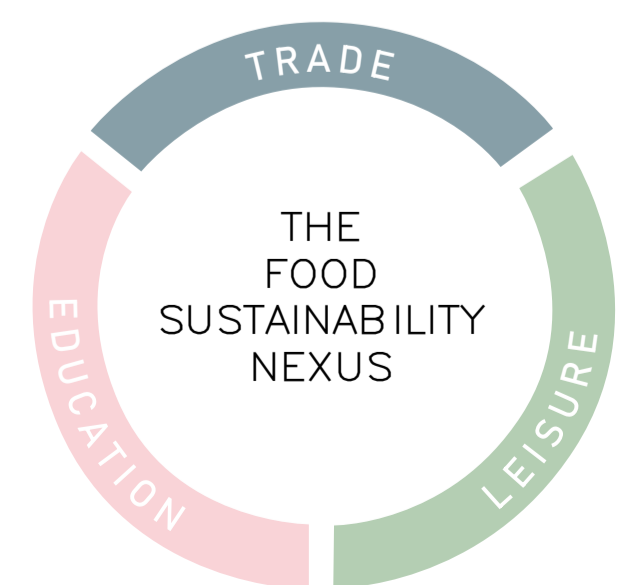 TRADE
THE
FOOD
SUSTAINABILITY
NEXUS
EDUCATION
LEISURE